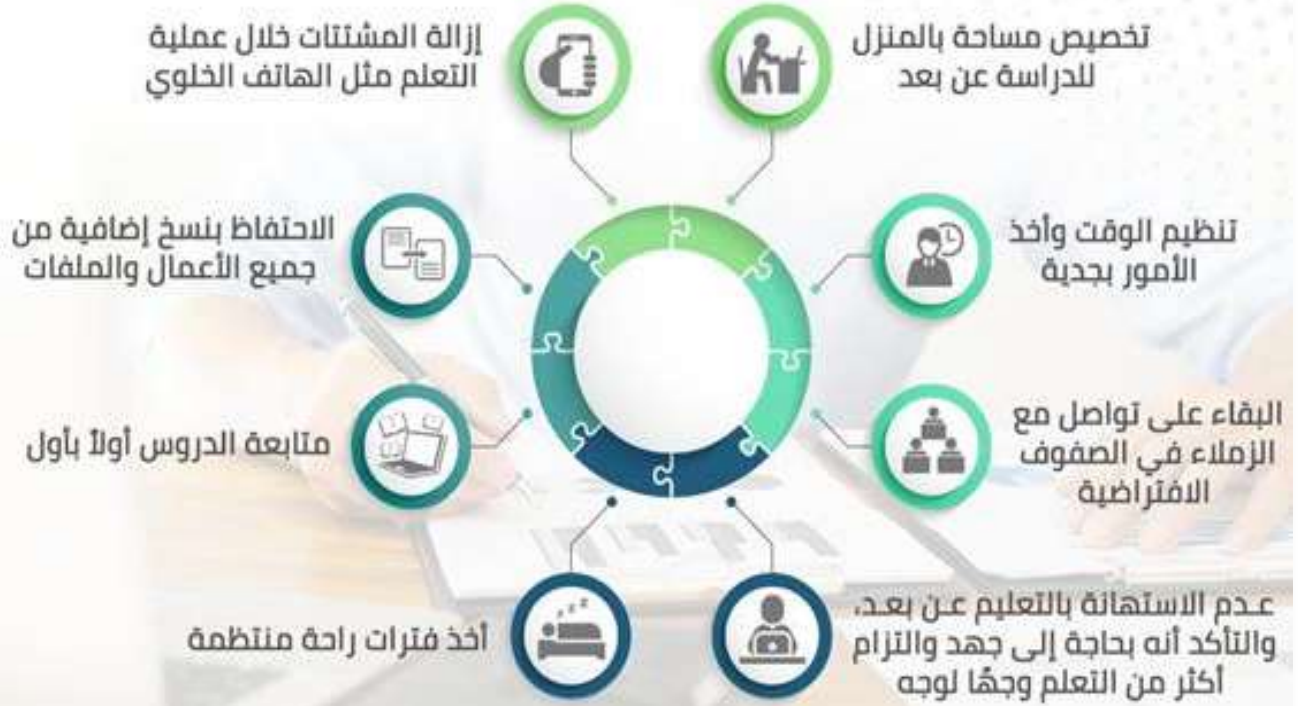 تخصيص مساحة بالمنزل
للدراسة عن بعد
إزالة المشتتات خلال عملية
التعلم مثل الهاتف الخلوي
تنظيم الوقت وأخذ
الأمور بجدية
الاحتفاظ بنسخ إضافية من
جميع الأعمال والملفات
البقاء على تواصل مع
الزملاء في الصفوف
الافتراضية
متابعة الدروس أولاً بأول
عدم الاستهانة بالتعليم عن بعد،
والتأكد أنه بحاجة إلى جهد والتزام
أكثر من التعلم وجهًا لوجه
أخذ فترات راحة منتظمة